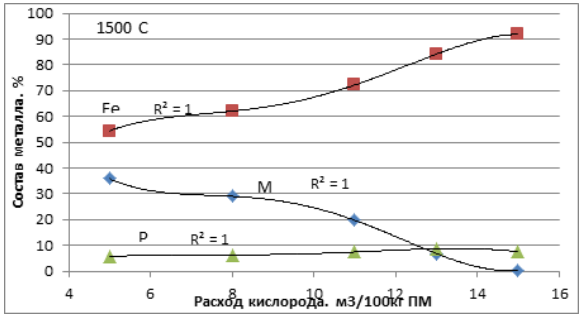 1500 С
Состав металла. %
100
90
80
70
60
50
40
30
20
10
0
Fe
R² = 1
M
R² = 1
P
R² = 1
4
6
8
10
12
14
16
Расход кислорода. м3/100кг ПМ